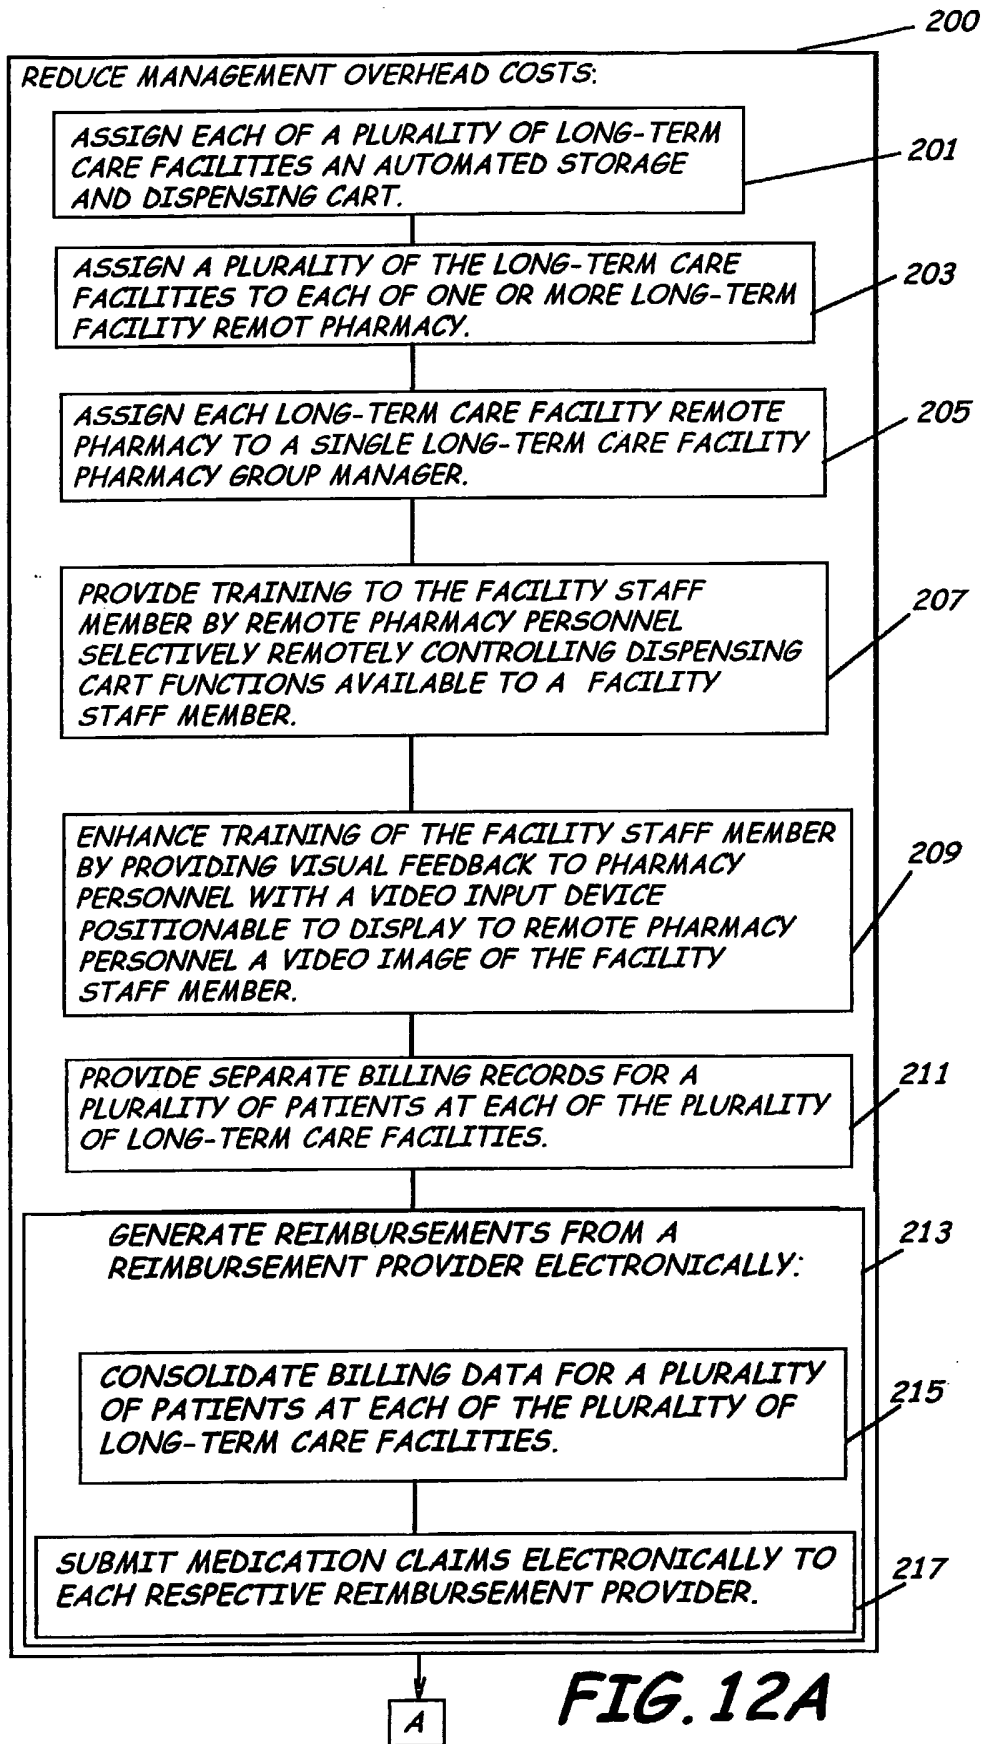 200
REDUCE MANAGEMENT OVERHEAD COSTS:
ASSIGN EACH OF A PLURALITY OF LONG-TERM
CARE FACILITIES AN AUTOMATED STORAGE
AND DISPENSING CART.
201
ASSIGN A PLURALITY OF THE LONG-TERM CARE
FACILITIES TO EACH OF ONE OR MORE LONG-TERM
FACILITY REMOT PHARMACY.
203
ASSIGN EACH LONG-TERM CARE FACILITY REMOTE
PHARMACY TO A SINGLE LONG-TERM CARE FACILITY
PHARMACY GROUP MANAGER.
205
PROVIDE TRAINING TO THE FACILITY STAFF
MEMBER BY REMOTE PHARMACY PERSONNEL
SELECTIVELY REMOTELY CONTROLLING DISPENSING
CART FUNCTIONS AVAILABLE TO A FACILITY
STAFF MEMBER.
207
ENHANCE TRAINING OF THE FACILITY STAFF MEMBER
BY PROVIDING VISUAL FEEDBACK TO PHARMACY
PERSONNEL WITH A VIDEO INPUT DEVICE
POSITIONABLE TO DISPLAY TO REMOTE PHARMACY
PERSONNEL A VIDEO IMAGE OF THE FACILITY
STAFF MEMBER.
209
PROVIDE SEPARATE BILLING RECORDS FOR A
PLURALITY OF PATIENTS AT EACH OF THE PLURALITY
OF LONG-TERM CARE FACILITIES.
211
GENERATE REIMBURSEMENTS FROM A
REIMBURSEMENT PROVIDER ELECTRONICALLY:
213
CONSOLIDATE BILLING DATA FOR A PLURALITY
OF PATIENTS AT EACH OF THE PLURALITY OF
LONG-TERM CARE FACILITIES.
215
SUBMIT MEDICATION CLAIMS ELECTRONICALLY TO
EACH RESPECTIVE REIMBURSEMENT PROVIDER.
217
A
FIG. 12A